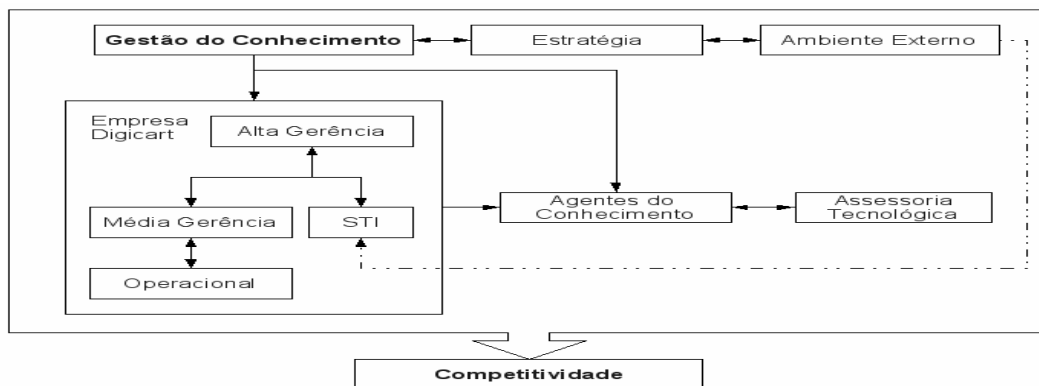 Gestão do Conhecimento
Estratégia
Ambiente Externo
Empresa
Digicart
Alta Gerência
Média Gerência
STI
Agentes do
Conhecimento
Assessoria
Tecnológica
Operacional
Competitividade